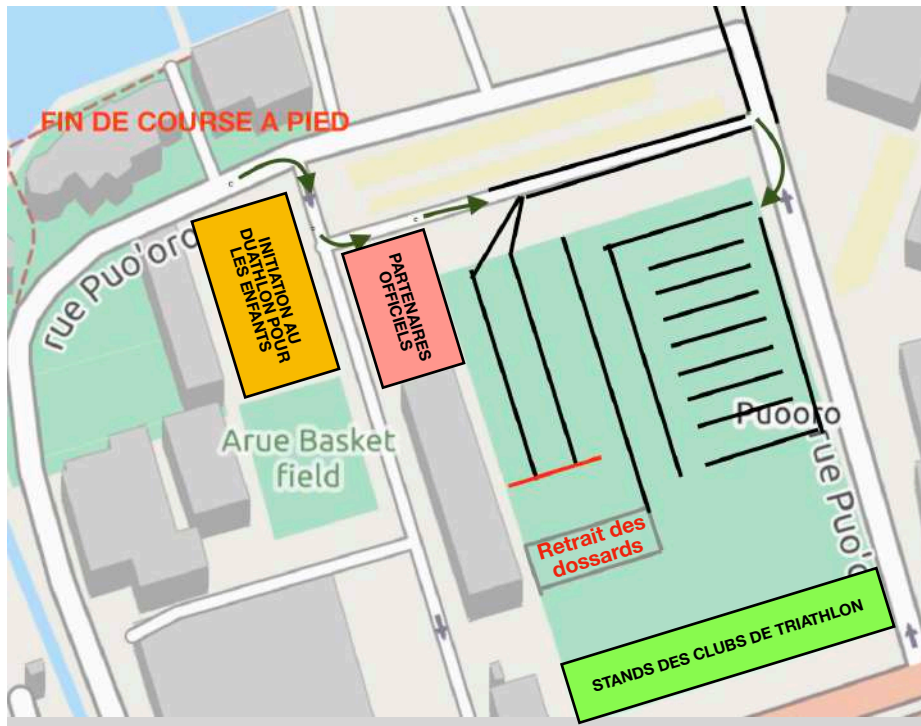 FIN DE COURSE A PIED
rue Puo'oro
INITIATION AU
DUATHLON POUR
LES ENFANTS
PARTENAIRES
OFFICIELS
Arue Basket
field
Puooro
rue Puo'o
Retrait des
dossards
STANDS DES CLUBS DE TRIATHLON